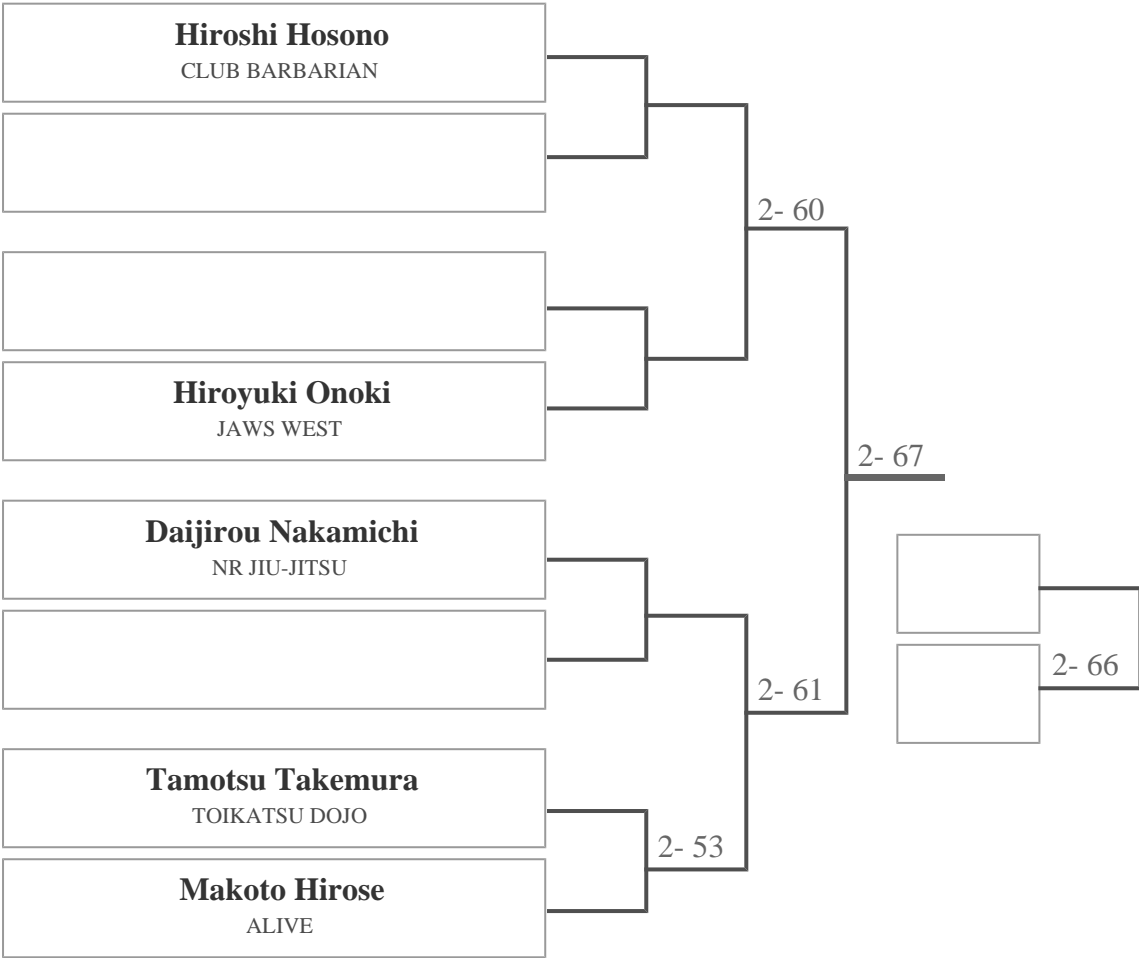 Hiroshi Hosono
CLUB BARBARIAN
2- 60
Hiroyuki Onoki
JAWS WEST
2- 67
Daijirou Nakamichi
NR JIU-JITSU
2- 66
2- 61
Tamotsu Takemura
TOIKATSU DOJO
2- 53
Makoto Hirose
ALIVE